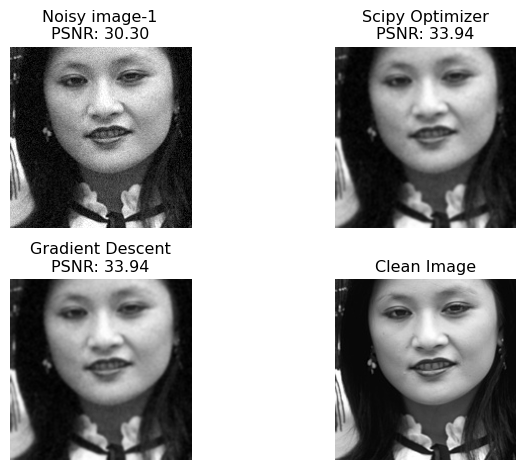 Noisy image-1
PSNR: 30.30
Scipy Optimizer
PSNR: 33.94
Gradient Descent
PSNR: 33.94
Clean Image